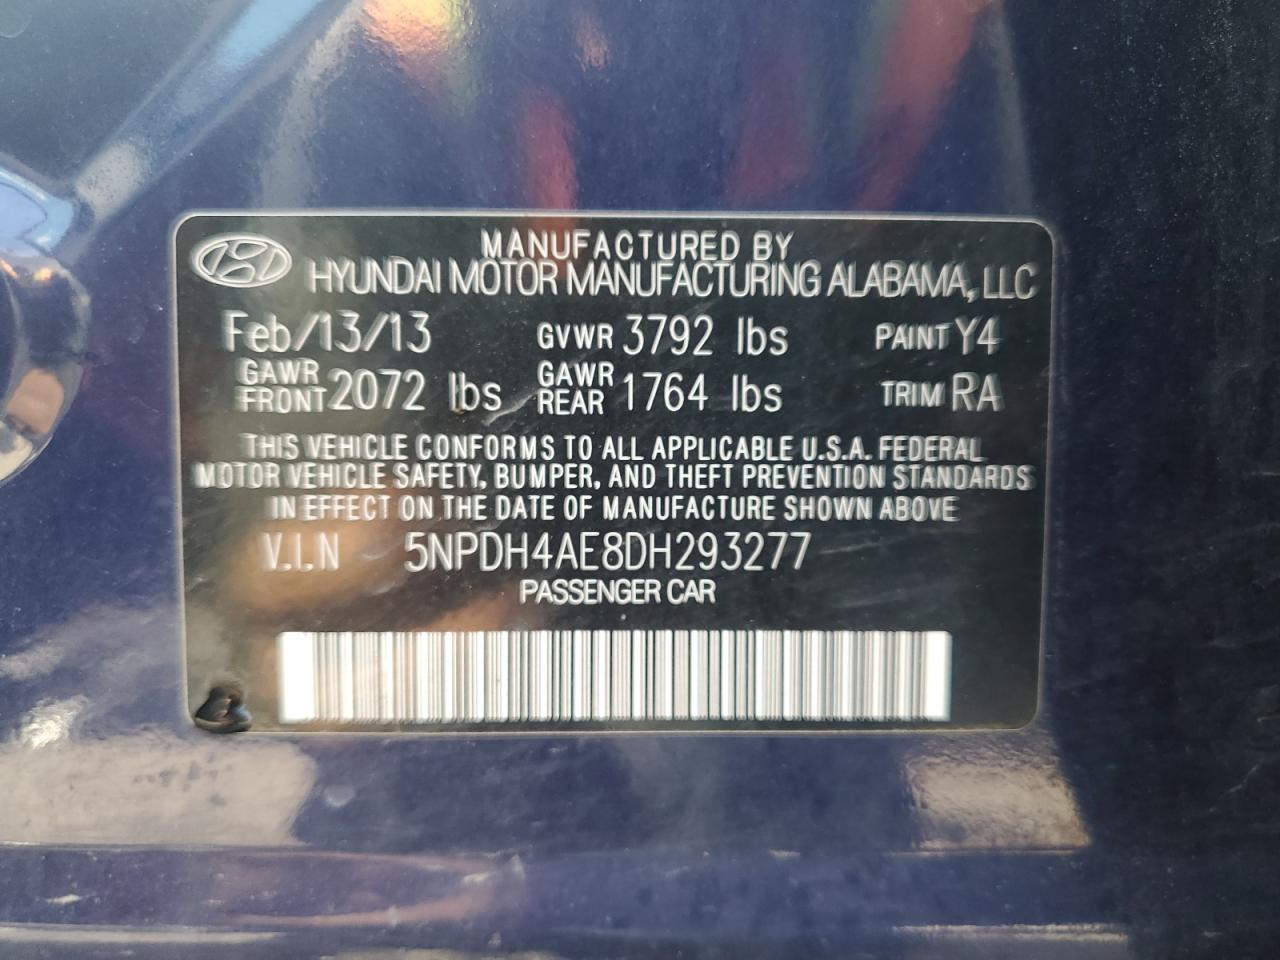 MANUFACTURED BY
HYUNDAI MOTOR MANUFACTURING ALABAMA, LLC
Feb/13/13 GVWR 3792 lbs PAINT Y4
GAWR FRONT 2072 lbs GAWR REAR 1764 lbs TRIM RA
THIS VEHICLE CONFORMS TO ALL APPLICABLE U.S.A. FEDERAL
MOTOR VEHICLE SAFETY, BUMPER, AND THEFT PREVENTION STANDARDS
IN EFFECT ON THE DATE OF MANUFACTURE SHOWN ABOVE
V.I.N 5NPDH4AE8DH293277
PASSENGER CAR